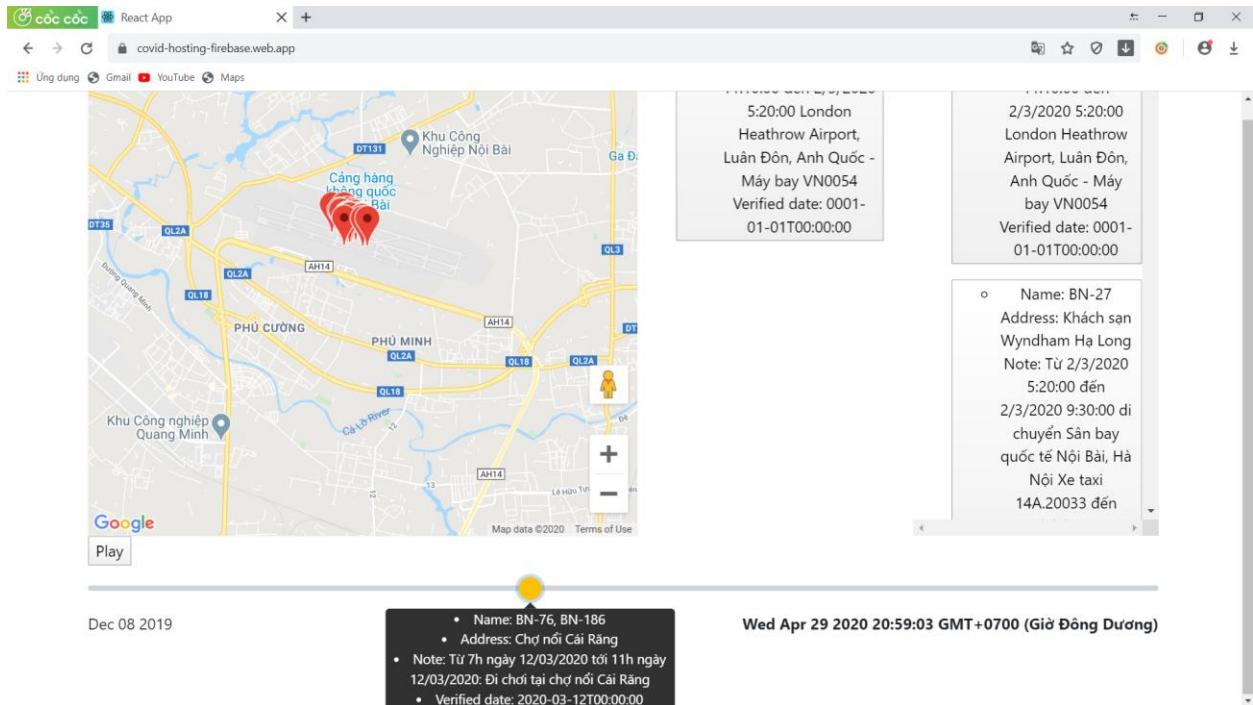 cốc cốc
React App
covid-hosting-firebase.web.app
Ứng dụng
Gmail
YouTube
Maps
DT131
Khu Công
Nghiệp Nội Bài
Cảng hàng
không quốc
Bài
DT35
QL2A
QL3
AH14
Đường Quang Minh
QL2A
QL18
PHÚ CƯỜNG
AH14
PHÚ MINH
QL2A
QL18
QL2A
QL18
Cà Lồ River
Khu Công nghiệp
Quang Minh
AH14
Google
Map data ©2020
Terms of Use
5:20:00 London
Heathrow Airport,
Luân Đôn, Anh Quốc -
Máy bay VN0054
Verified date: 0001-
01-01T00:00:00
2/3/2020 5:20:00
London Heathrow
Airport, Luân Đôn,
Anh Quốc - Máy
bay VN0054
Verified date: 0001-
01-01T00:00:00
Name: BN-27
Address: Khách sạn
Wyndham Hạ Long
Note: Từ 2/3/2020
5:20:00 đến
2/3/2020 9:30:00 di
chuyển Sân bay
quốc tế Nội Bài, Hà
Nội Xe taxi
14A.20033 đến
Play
Dec 08 2019
Wed Apr 29 2020 20:59:03 GMT+0700 (Giờ Đông Dương)
• Name: BN-76, BN-186
• Address: Chợ nổi Cái Răng
• Note: Từ 7h ngày 12/03/2020 tới 11h ngày
12/03/2020: Đi chơi tại chợ nổi Cái Răng
• Verified date: 2020-03-12T00:00:00